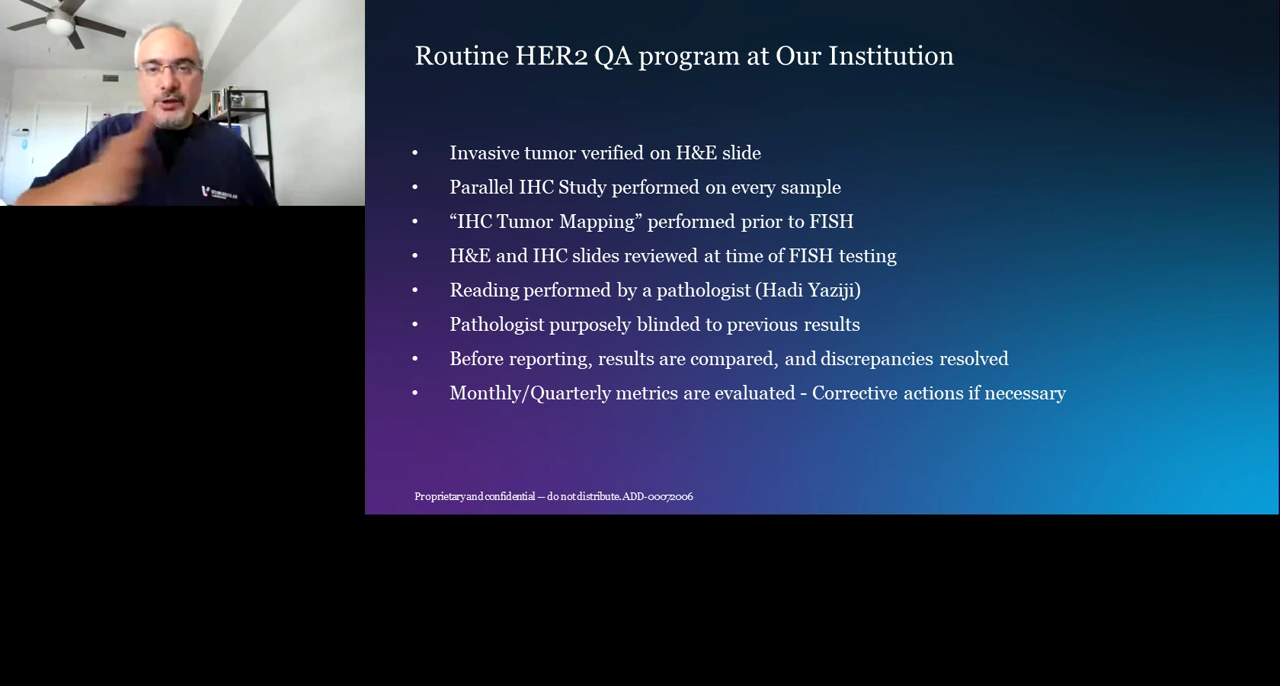 Routine HER2 QA program at Our Institution
• Invasive tumor verified on H&E slide
• Parallel IHC Study performed on every sample
• “IHC Tumor Mapping” performed prior to FISH
• H&E and IHC slides reviewed at time of FISH testing
• Reading performed by a pathologist (Hadi Yaziji)
• Pathologist purposely blinded to previous results
• Before reporting, results are compared, and discrepancies resolved
• Monthly/Quarterly metrics are evaluated - Corrective actions if necessary
Proprietary and confidential — do not distribute. ADD-00072006